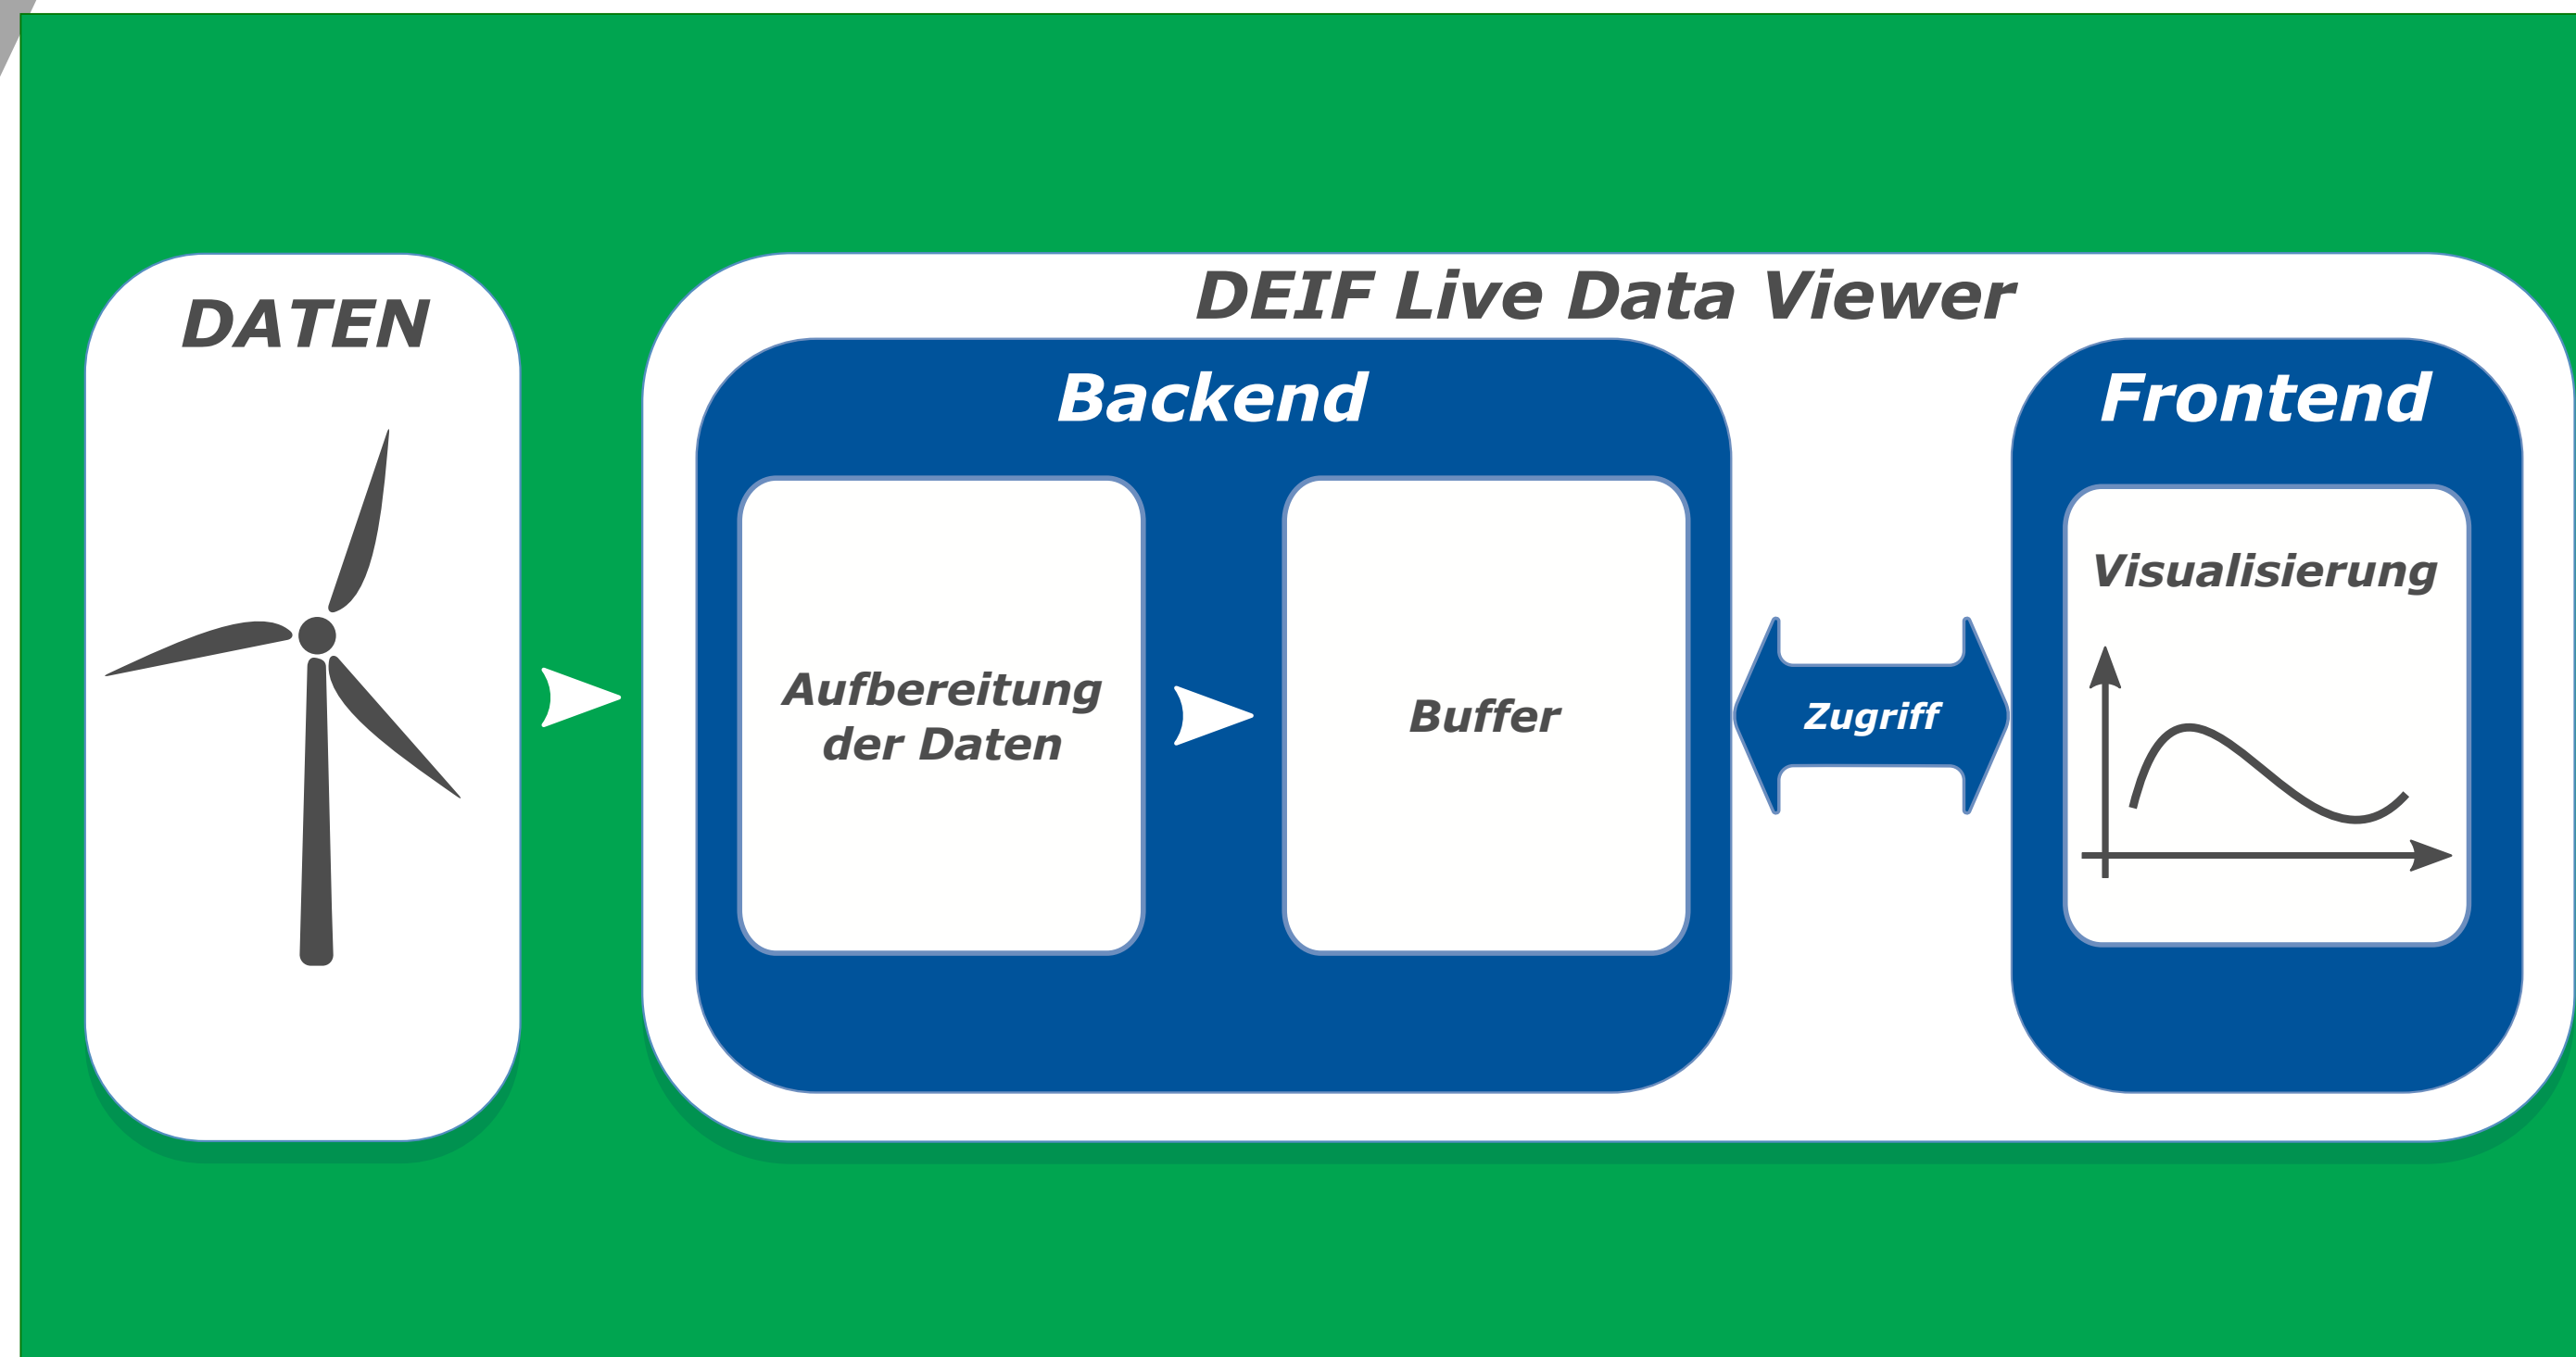 DATEN
DEIF Live Data Viewer
Backend
Aufbereitung
der Daten
Buffer
Zugriff
Frontend
Visualisierung